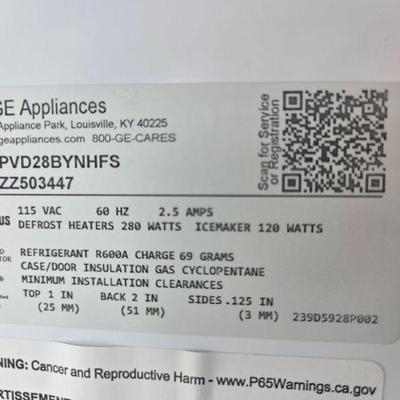 GE Appliances
Appliance Park, Louisville, KY 40225
geappliances.com 800-GE-CARES
PVD28BYNHFS
ZZ503447
Scan for Service
or Registration
US 115 VAC 60 HZ 2.5 AMPS
DEFROST HEATERS 280 WATTS ICEMAKER 120 WATTS
REFRIGERANT R600A CHARGE 69 GRAMS
CASE/DOOR INSULATION GAS CYCLOPENTANE
MINIMUM INSTALLATION CLEARANCES
TOP 1 IN BACK 2 IN SIDES .125 IN
(25 MM) (51 MM) (3 MM) 239D5928P002
NING: Cancer and Reproductive Harm - www.P65Warnings.ca.gov
RTISSEMENT